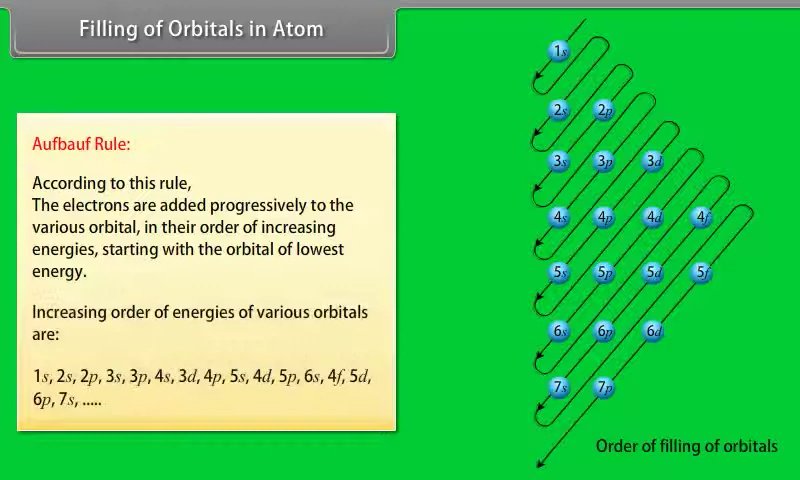 Filling of Orbitals in Atom
Aufbauf Rule:
According to this rule,
The electrons are added progressively to the
various orbital, in their order of increasing
energies, starting with the orbital of lowest
energy.
Increasing order of energies of various orbitals
are:
1s, 2s, 2p, 3s, 3p, 4s, 3d, 4p, 5s, 4d, 5p, 6s, 4f, 5d,
6p, 7s, .....
1s
2s 2p
3s 3p 3d
4s 4p 4d 4f
5s 5p 5d 5f
6s 6p 6d
7s 7p
Order of filling of orbitals